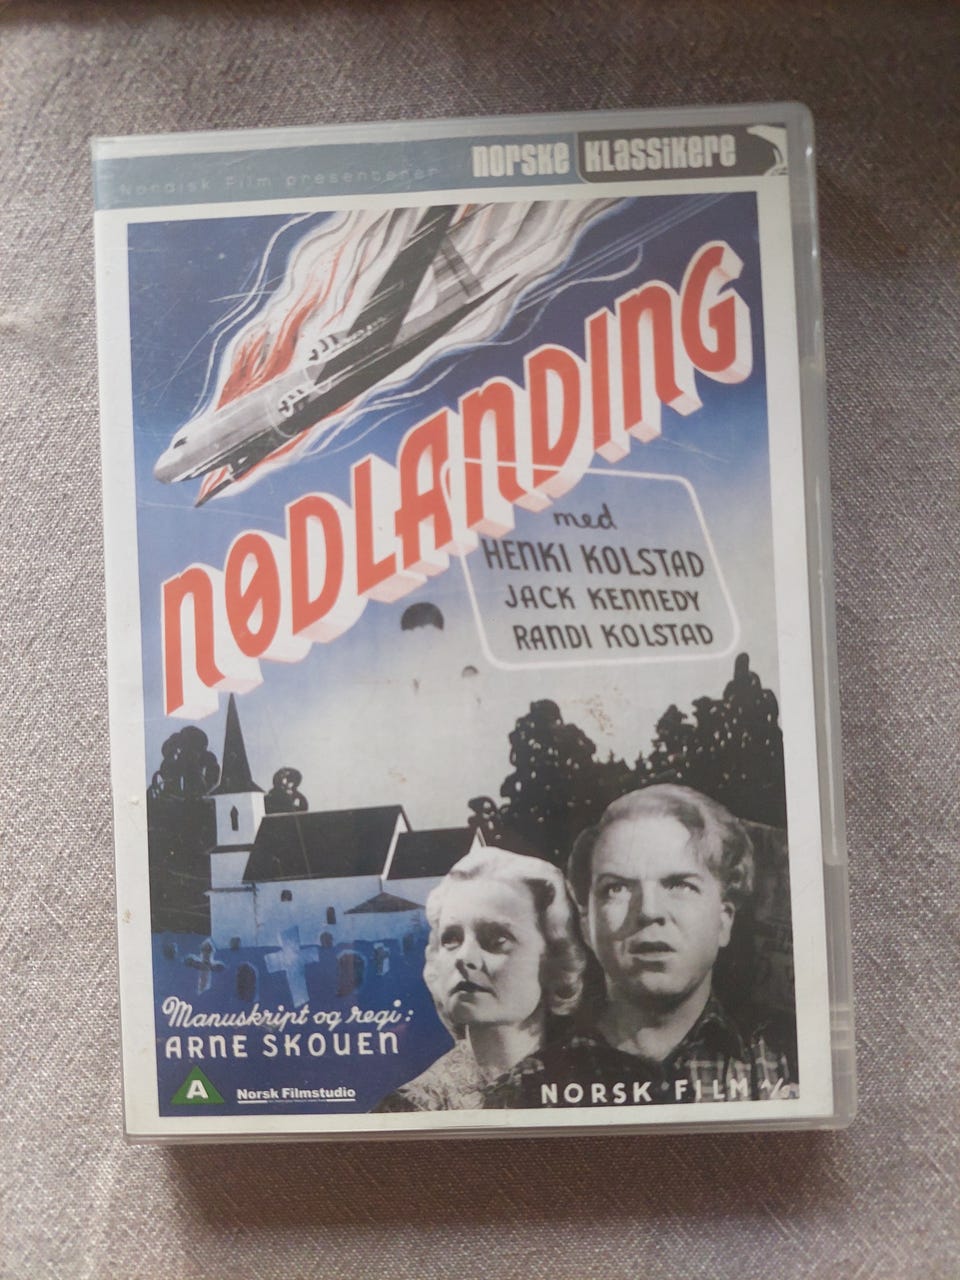 Nordisk Film presenterer
norske klassikere
NØDLANDING
med
HENKI KOLSTAD
JACK KENNEDY
RANDI KOLSTAD
Manuskript og regi:
ARNE SKOUEN
A
Norsk Filmstudio
NORSK FILM A/S